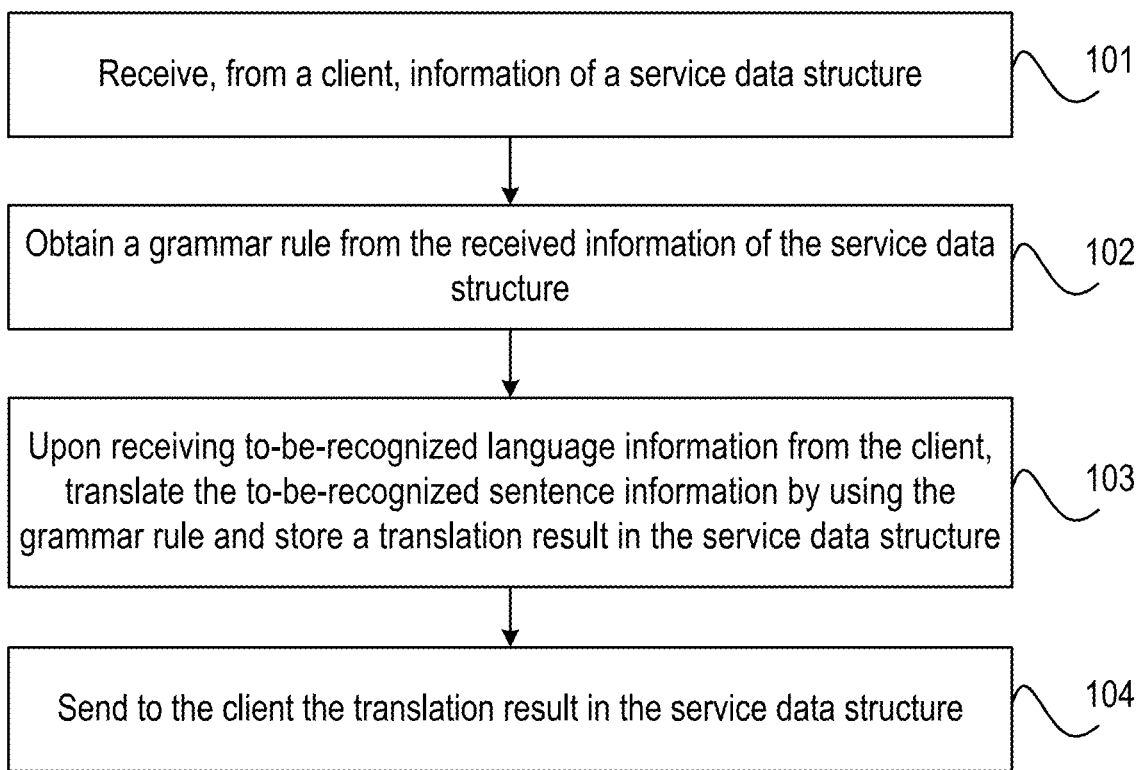 Receive, from a client, information of a service data structure
101
Obtain a grammar rule from the received information of the service data
structure
102
Upon receiving to-be-recognized language information from the client,
translate the to-be-recognized sentence information by using the
grammar rule and store a translation result in the service data structure
103
Send to the client the translation result in the service data structure
104